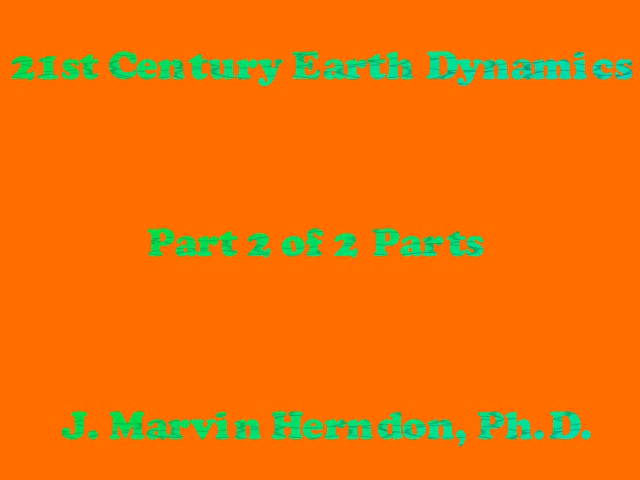 21st Century Earth Dynamics
Part 2 of 2 Parts
J. Marvin Herndon, Ph.D.